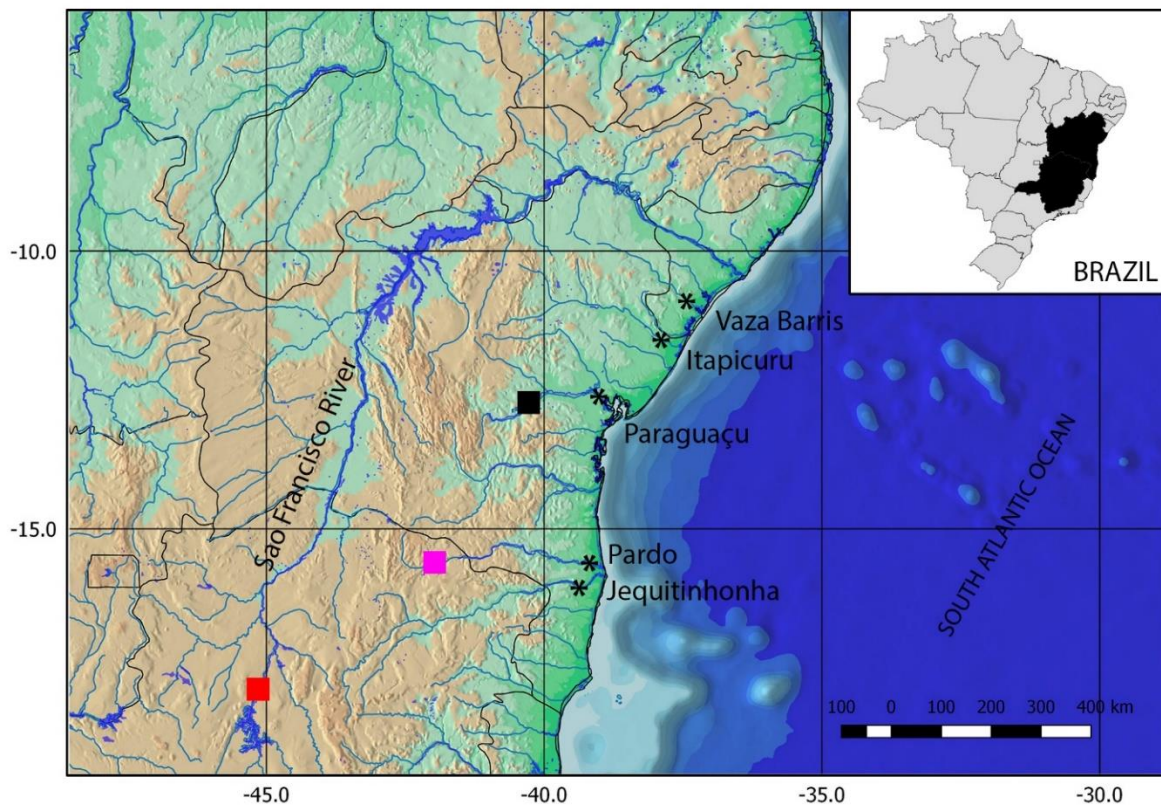 BRAZIL
-10.0
Vaza Barris
Itapicuru
Sao Francisco River
Paraguaçu
SOUTH ATLANTIC OCEAN
-15.0
Pardo
Jequitinhonha
100 0 100 200 300 400 km
-45.0 -40.0 -35.0 -30.0